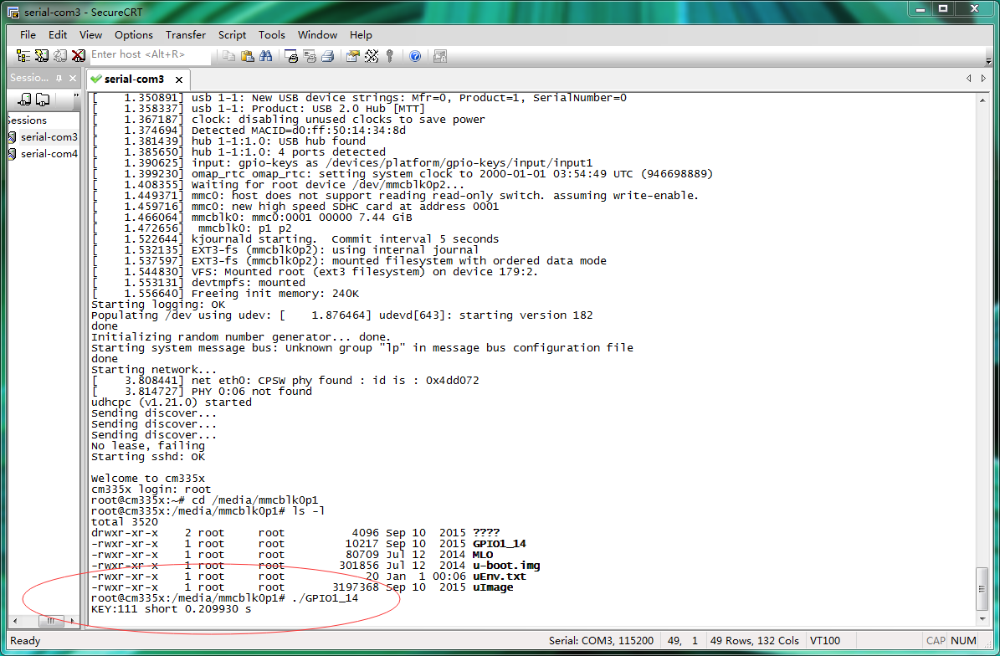 serial-com3 - SecureCRT
File Edit View Options Transfer Script Tools Window Help
Enter host <Alt+R>
Sessio...
serial-com3
essions
serial-com3
serial-com4
[    1.350891] usb 1-1: New USB device strings: Mfr=0, Product=1, SerialNumber=0
[    1.358337] usb 1-1: Product: USB 2.0 Hub [MTT]
[    1.367187] clock: disabling unused clocks to save power
[    1.374694] Detected MACID=d0:ff:50:14:34:8d
[    1.381439] hub 1-1:1.0: USB hub found
[    1.385650] hub 1-1:1.0: 4 ports detected
[    1.390625] input: gpio-keys as /devices/platform/gpio-keys/input/input1
[    1.399230] omap_rtc omap_rtc: setting system clock to 2000-01-01 03:54:49 UTC (946698889)
[    1.408355] Waiting for root device /dev/mmcblk0p2...
[    1.449371] mmc0: host does not support reading read-only switch. assuming write-enable.
[    1.459716] mmc0: new high speed SDHC card at address 0001
[    1.466064] mmcblk0: mmc0:0001 00000 7.44 GiB
[    1.472656]  mmcblk0: p1 p2
[    1.522644] kjournald starting.  Commit interval 5 seconds
[    1.532135] EXT3-fs (mmcblk0p2): using internal journal
[    1.537597] EXT3-fs (mmcblk0p2): mounted filesystem with ordered data mode
[    1.544830] VFS: Mounted root (ext3 filesystem) on device 179:2.
[    1.553131] devtmpfs: mounted
[    1.556640] Freeing init memory: 240K
Starting logging: OK
Populating /dev using udev: [    1.876464] udevd[643]: starting version 182
done
Initializing random number generator... done.
Starting system message bus: Unknown group "lp" in message bus configuration file
done
Starting network...
[    3.808441] net eth0: CPSW phy found : id is : 0x4dd072
[    3.814727] PHY 0:06 not found
udhcpc (v1.21.0) started
Sending discover...
Sending discover...
Sending discover...
No lease, failing
Starting sshd: OK
Welcome to cm335x
cm335x login: root
root@cm335x:~# cd /media/mmcblk0p1
root@cm335x:/media/mmcblk0p1# ls -l
total 3520
drwxr-xr-x    2 root     root          4096 Sep 10  2015 ????
-rwxr-xr-x    1 root     root         10217 Sep 10  2015 GPIO1_14
-rwxr-xr-x    1 root     root         80709 Jul 12  2014 MLO
-rwxr-xr-x    1 root     root        301856 Jul 12  2014 u-boot.img
-rwxr-xr-x    1 root     root            20 Jan  1 00:06 uEnv.txt
-rwxr-xr-x    1 root     root       3197368 Sep 10  2015 uImage
root@cm335x:/media/mmcblk0p1# ./GPIO1_14
KEY:111 short 0.209930 s
Ready Serial: COM3, 115200 49, 1 49 Rows, 132 Cols VT100 CAP NUM